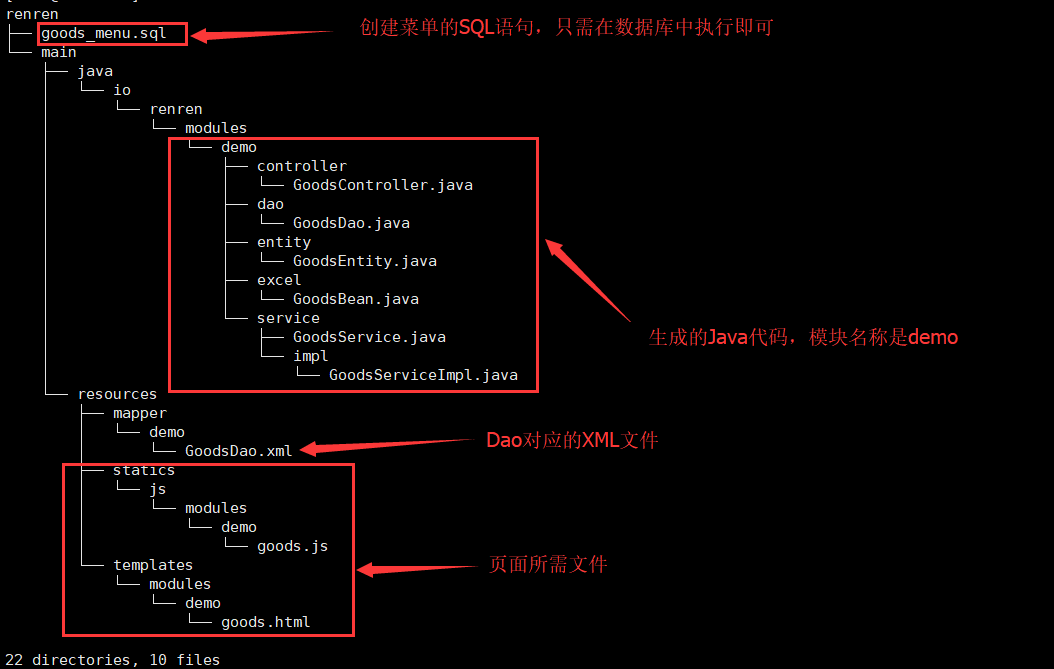 renren
├── goods_menu.sql
创建菜单的SQL语句，只需在数据库中执行即可
└── main
├── java
└── io
└── renren
└── modules
└── demo
├── controller
└── GoodsController.java
├── dao
└── GoodsDao.java
├── entity
└── GoodsEntity.java
├── excel
└── GoodsBean.java
└── service
├── GoodsService.java
生成的Java代码，模块名称是demo
└── impl
└── GoodsServiceImpl.java
└── resources
├── mapper
└── demo
Dao对应的XML文件
└── GoodsDao.xml
├── statics
└── js
└── modules
└── demo
└── goods.js
└── templates
页面所需文件
└── modules
└── demo
└── goods.html
22 directories, 10 files